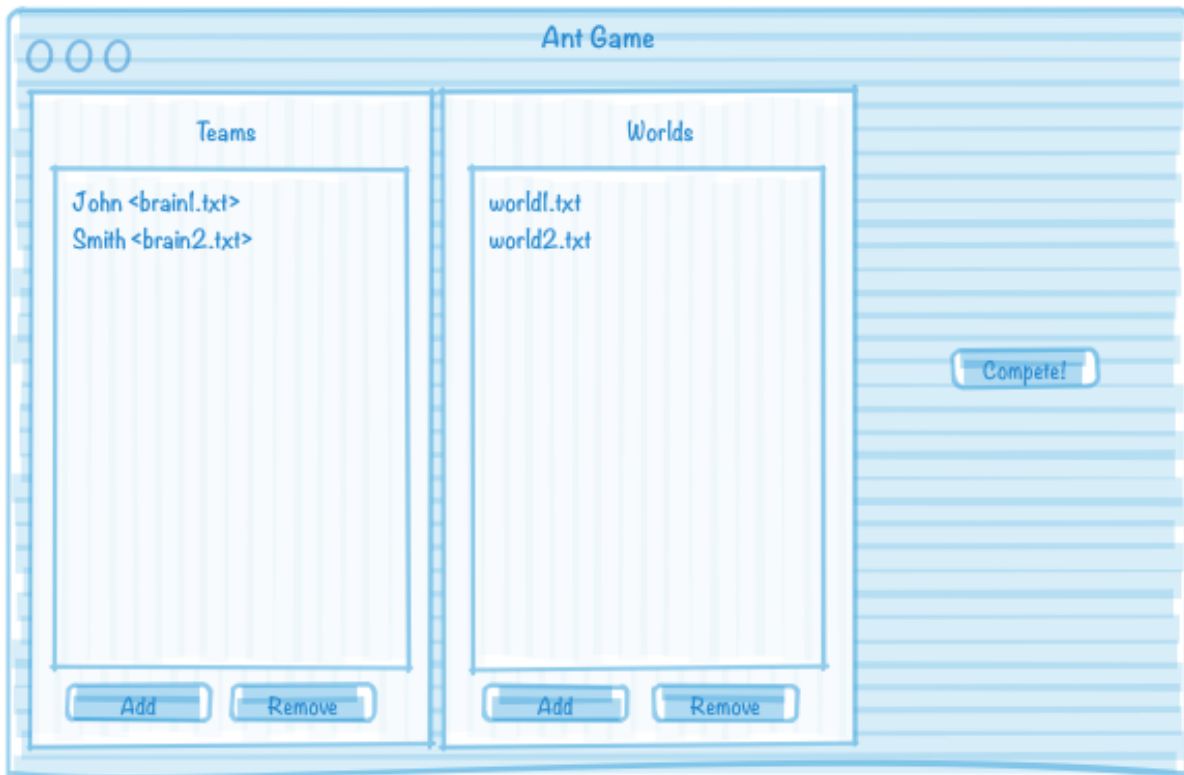 Ant Game
Teams
John <brain1.txt>
Smith <brain2.txt>
Add
Remove
Worlds
world1.txt
world2.txt
Add
Remove
Compete!